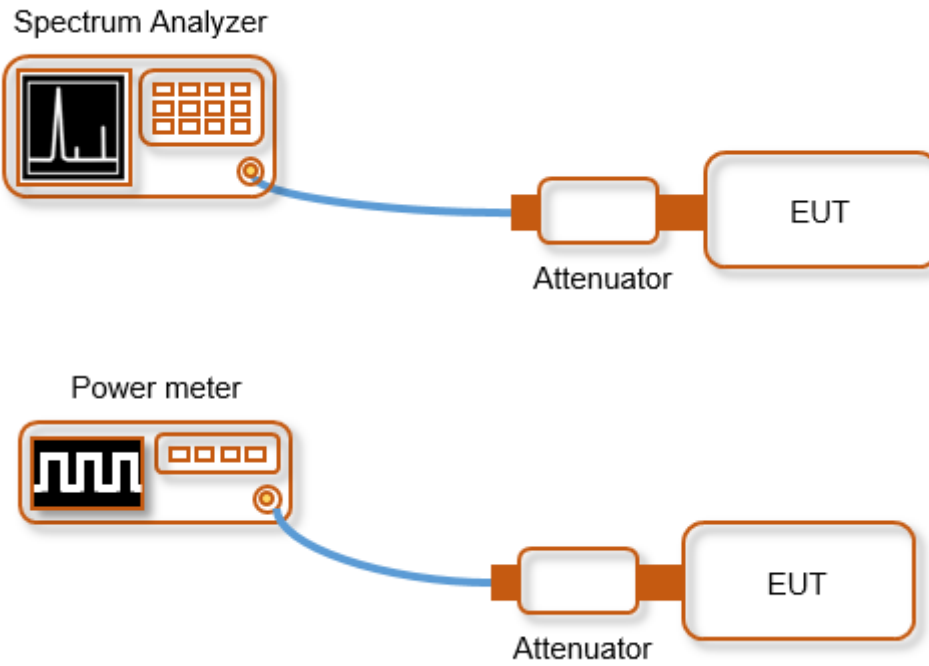 Spectrum Analyzer
EUT
Attenuator
Power meter
EUT
Attenuator